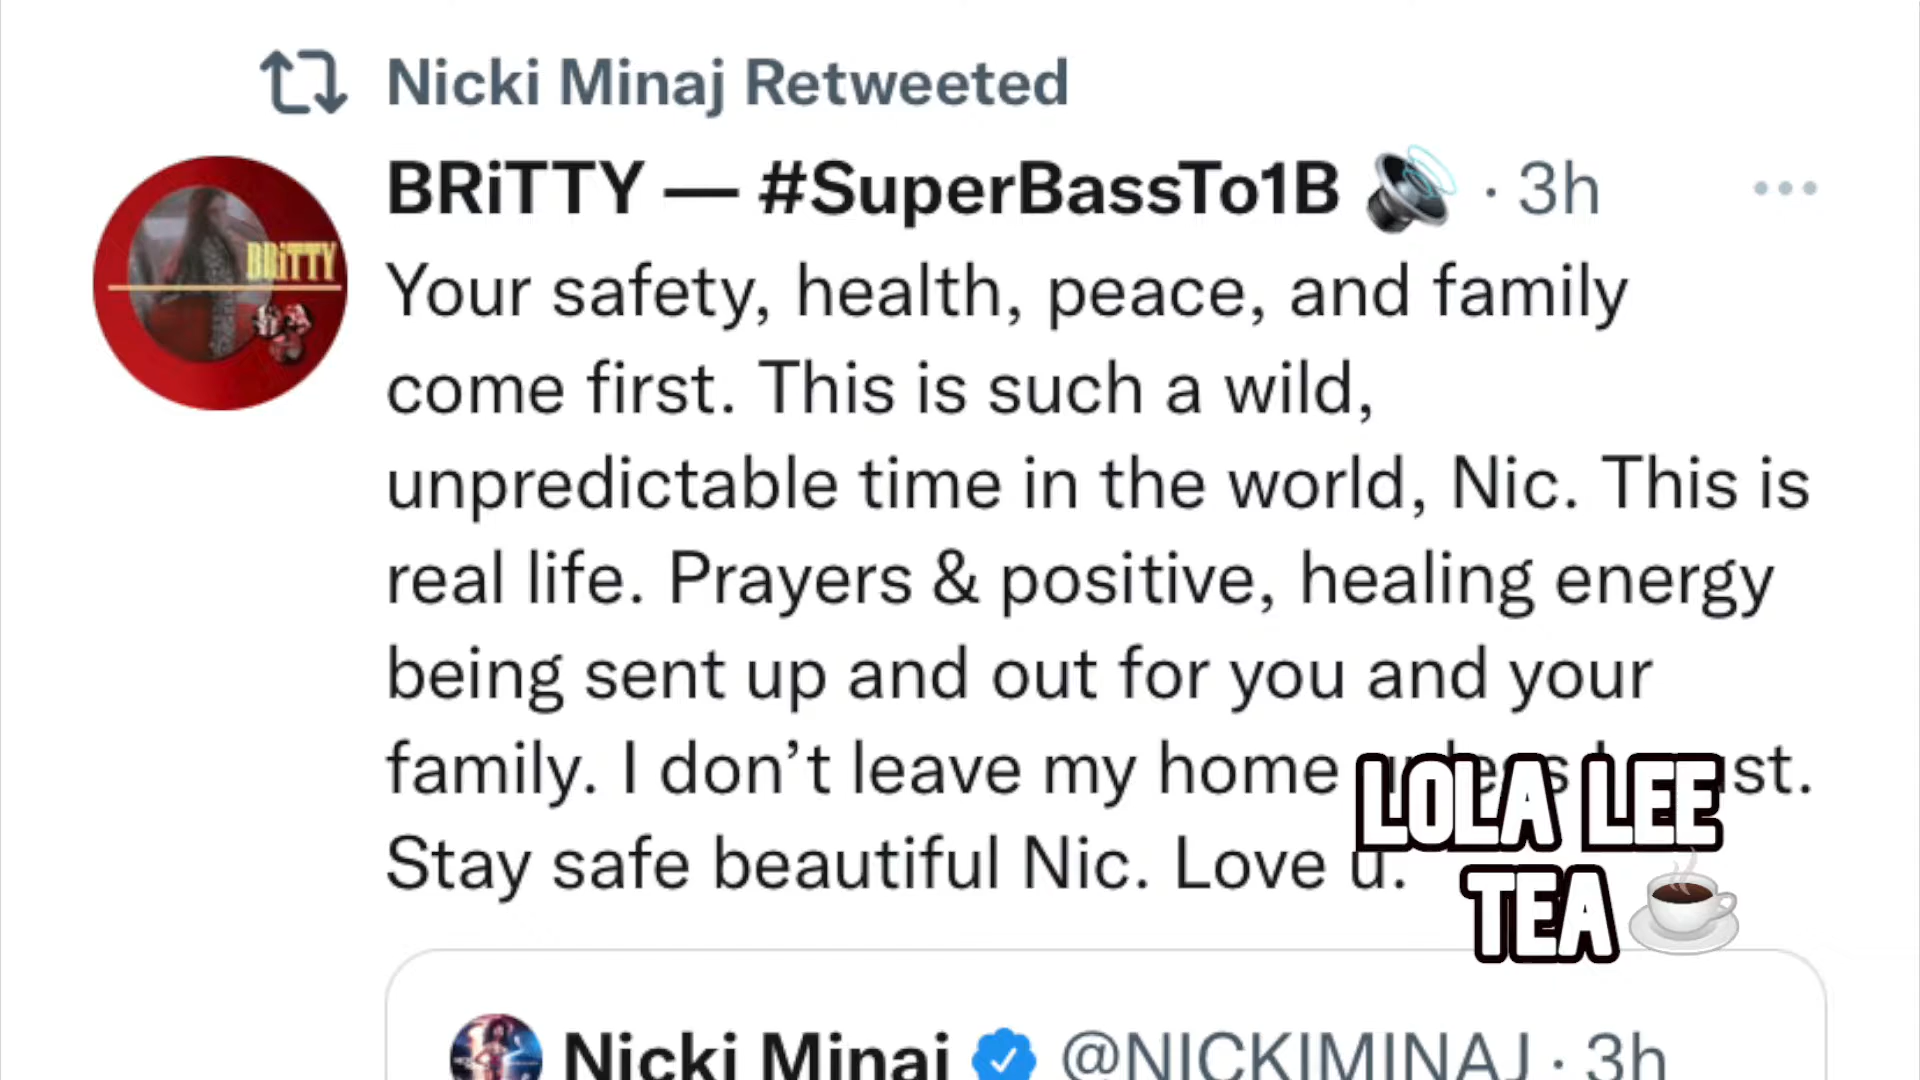 Nicki Minaj Retweeted
BRiTTY — #SuperBassTo1B 🔊 · 3h
BRiTTY
Your safety, health, peace, and family
come first. This is such a wild,
unpredictable time in the world, Nic. This is
real life. Prayers & positive, healing energy
being sent up and out for you and your
family. I don’t leave my home
LOLA LEE
Stay safe beautiful Nic. Love u.
TEA
Nicki Minaj @NICKIMINAJ · 3h